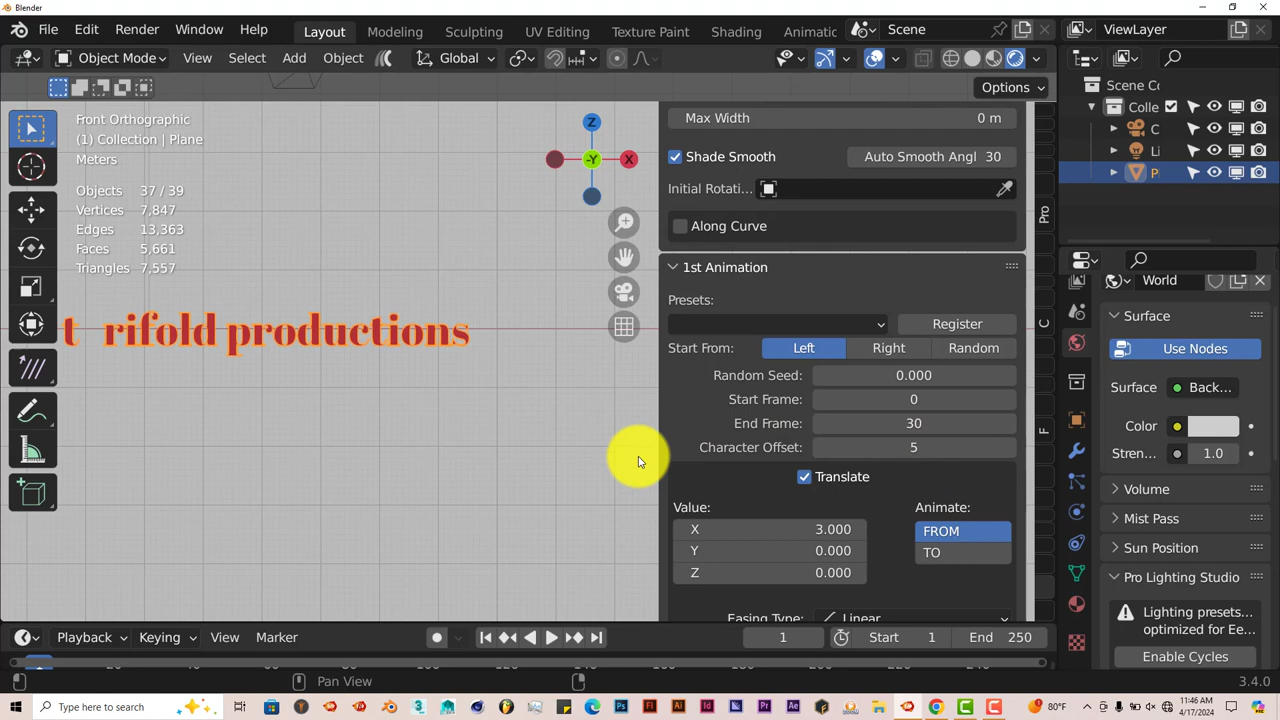 Blender
File Edit Render Window Help Layout Modeling Sculpting UV Editing Texture Paint Shading Animation Scene ViewLayer
Object Mode View Select Add Object Global
Options
Front Orthographic
(1) Collection | Plane
Meters
Objects 37 / 39
Vertices 7,847
Edges 13,363
Faces 5,661
Triangles 7,557
Z
-Y X
t rifold productions
Max Width 0 m
Shade Smooth Auto Smooth Angl 30
Initial Rotati...
Along Curve
1st Animation
Presets:
Register
Start From: Left Right Random
Random Seed: 0.000
Start Frame: 0
End Frame: 30
Character Offset: 5
Translate
Value: Animate:
X 3.000 FROM
Y 0.000 TO
Z 0.000
Easing Type: Linear
Pro
C
F
Scene Co
Colle
C
Li
P
World
Surface
Use Nodes
Surface Back...
Color
Stren... 1.0
Volume
Mist Pass
Sun Position
Pro Lighting Studio
Lighting presets...
optimized for Ee...
Enable Cycles
Playback Keying View Marker 1 Start 1 End 250
Pan View 3.4.0
Type here to search 80°F 11:46 AM
4/17/2024